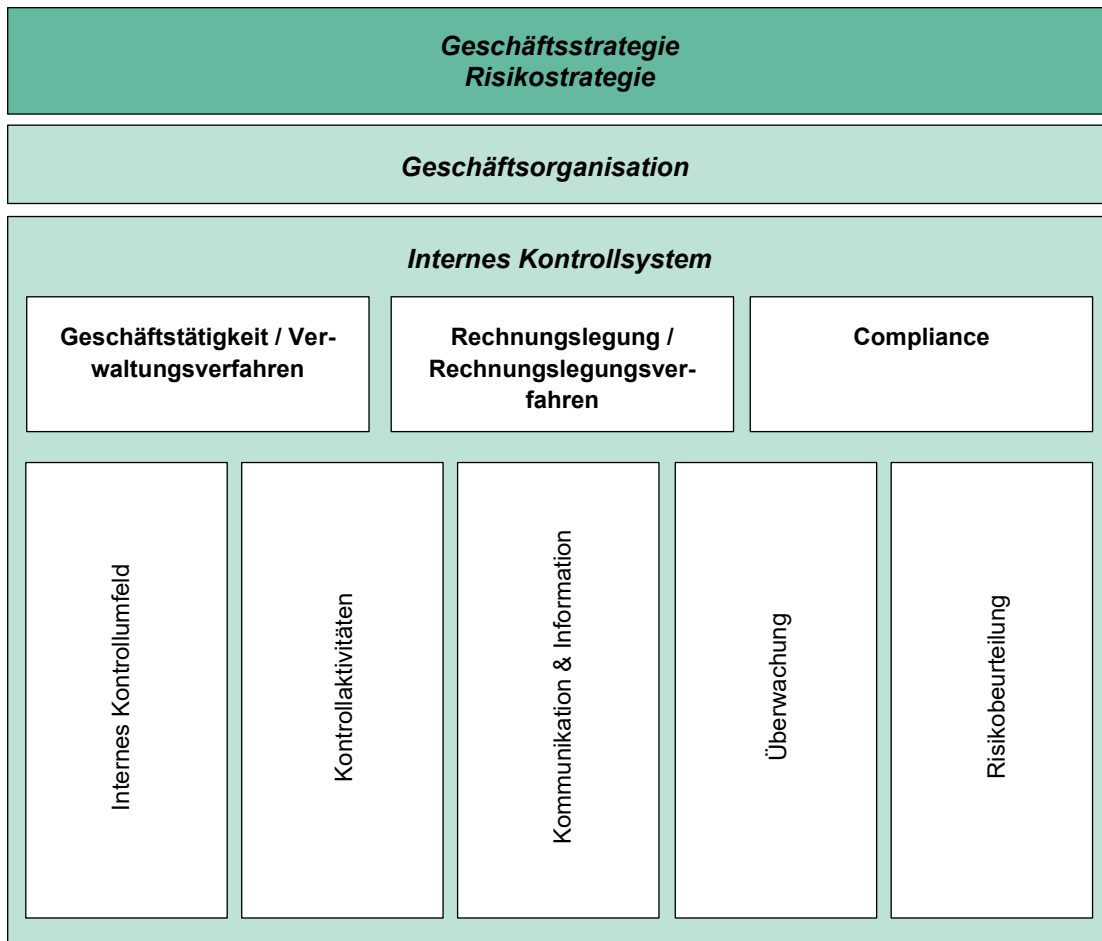 Geschäftsstrategie
Risikostrategie
Geschäftsorganisation
Internes Kontrollsystem
Geschäftstätigkeit / Ver-
waltungsverfahren
Rechnungslegung /
Rechnungslegungsver-
fahren
Compliance
Internes Kontrollumfeld
Kontrollaktivitäten
Kommunikation & Information
Überwachung
Risikobeurteilung